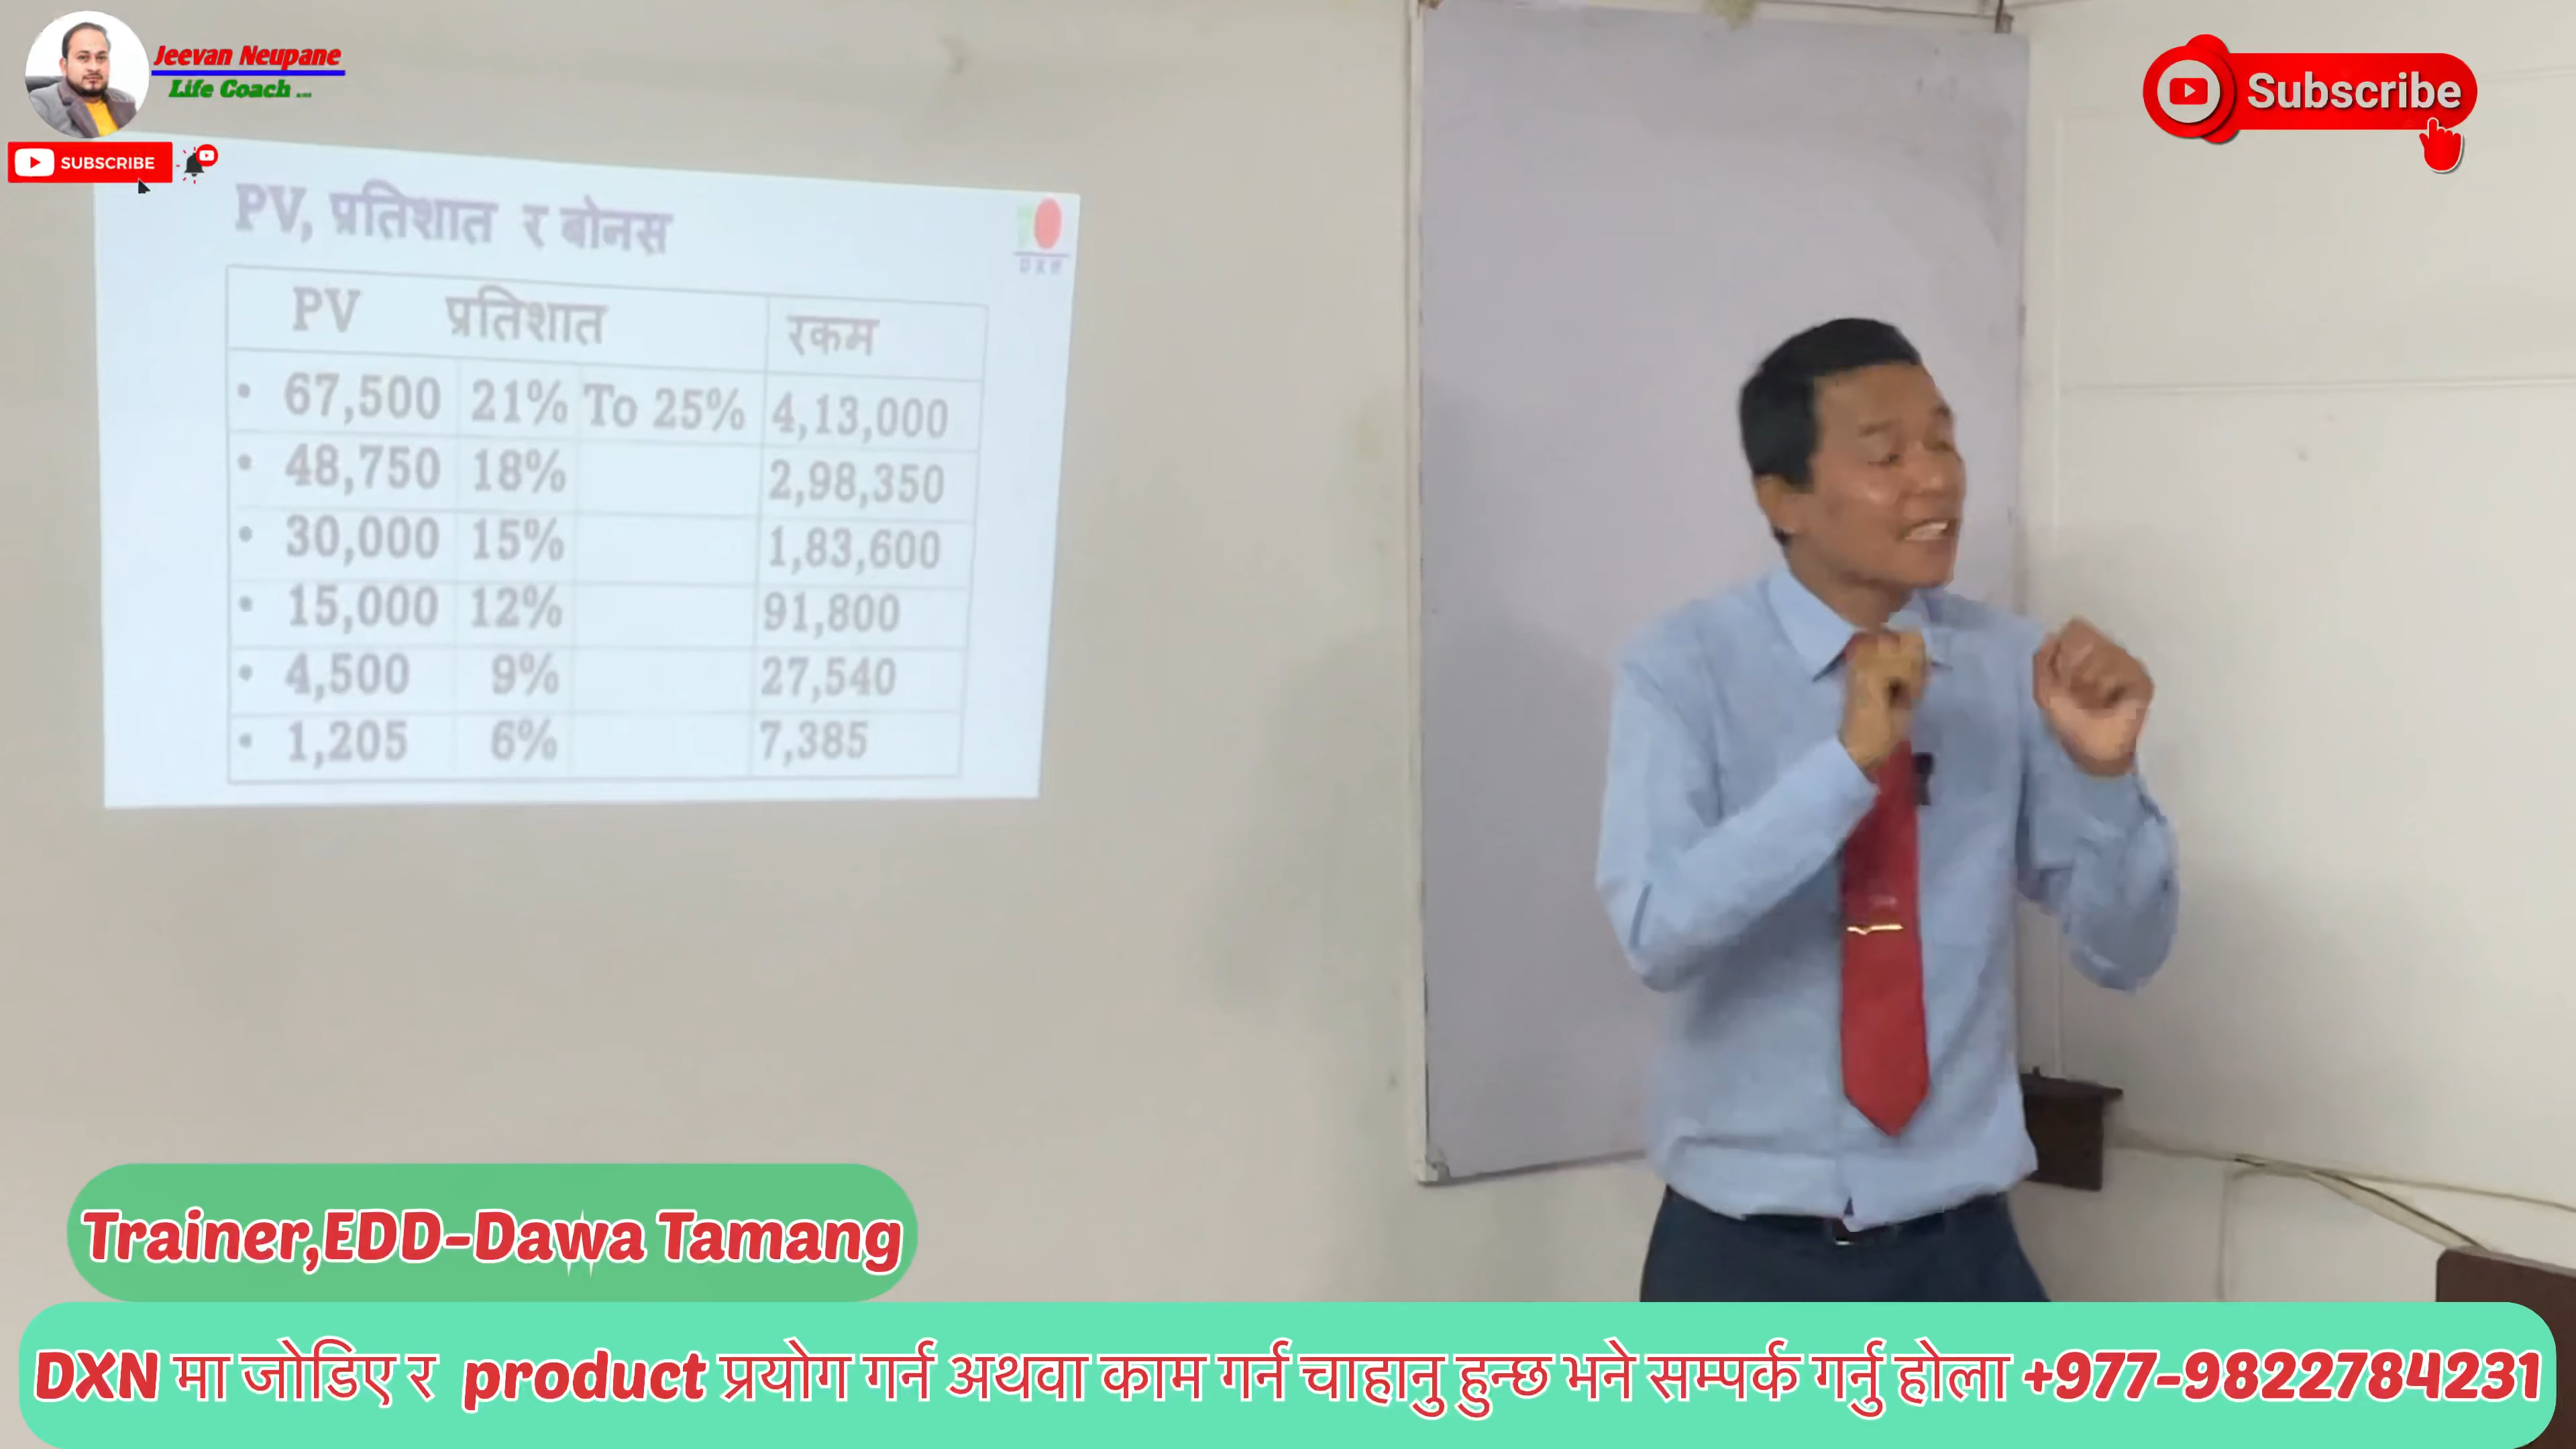 Jeevan Neupane
Life Coach ...
SUBSCRIBE
Subscribe
PV, प्रतिशात र बोनस
DXN
PV प्रतिशात रकम
• 67,500 21% To 25% 4,13,000
• 48,750 18% 2,98,350
• 30,000 15% 1,83,600
• 15,000 12% 91,800
• 4,500 9% 27,540
• 1,205 6% 7,385
Trainer,EDD-Dawa Tamang
DXN मा जोडिए र product प्रयोग गर्न अथवा काम गर्न चाहानु हुन्छ भने सम्पर्क गर्नु होला +977-9822784231